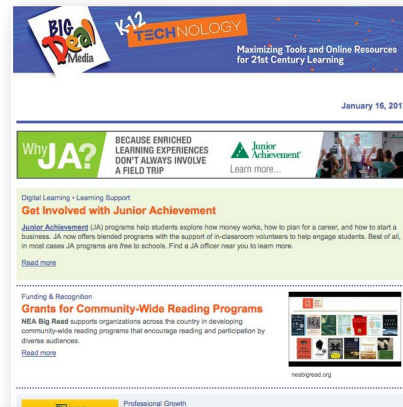 BIG
Deal
Media
K-12
TECHNOLOGY
Maximizing Tools and Online Resources
for 21st Century Learning
January 16, 201
Why JA?
BECAUSE ENRICHED
LEARNING EXPERIENCES
DON'T ALWAYS INVOLVE
A FIELD TRIP
Junior
Achievement
Learn more...
Digital Learning • Learning Support
Get Involved with Junior Achievement
Junior Achievement (JA) programs help students explore how money works, how to plan for a career, and how to start a
business. JA now offers blended programs with the support of in-classroom volunteers to help engage students. Best of all,
in most cases JA programs are free to schools. Find a JA officer near you to learn more.
Read more
Funding & Recognition
Grants for Community-Wide Reading Programs
NEA Big Read supports organizations across the country in developing
community-wide reading programs that encourage reading and participation by
diverse audiences.
Read more
neabigread.org
Professional Growth